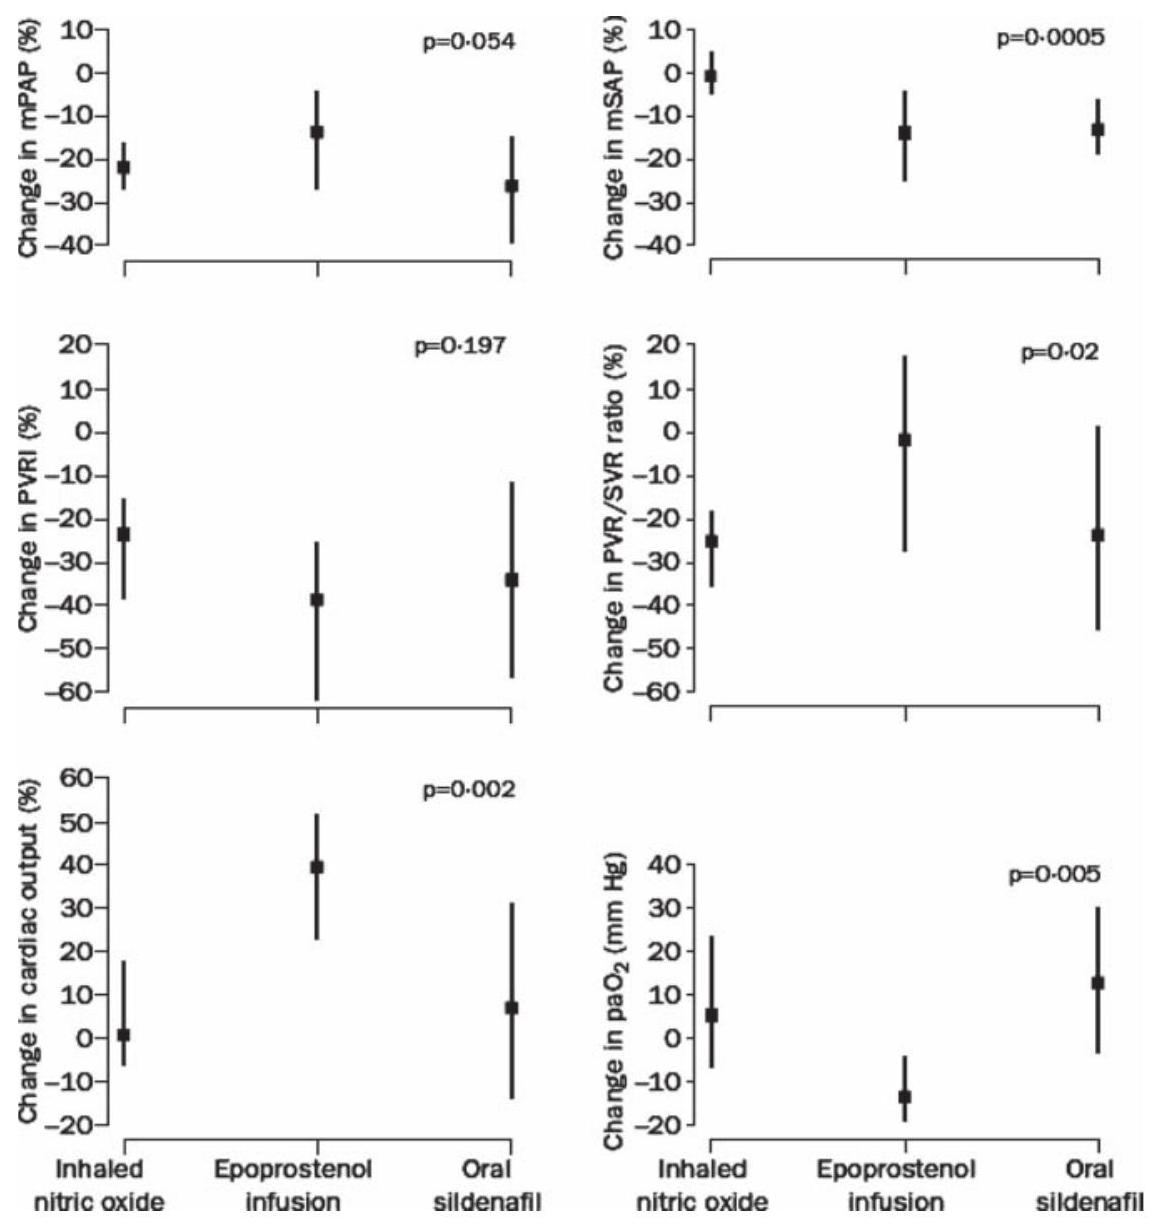 Change in mPAP (%)
10
0
–10
–20
–30
–40
p=0·054
Change in mSAP (%)
10
0
–10
–20
–30
–40
p=0·0005
Change in PVRI (%)
20
10
0
–10
–20
–30
–40
–50
–60
p=0·197
Change in PVR/SVR ratio (%)
20
10
0
–10
–20
–30
–40
–50
–60
p=0·02
Change in cardiac output (%)
60
50
40
30
20
10
0
–10
–20
p=0·002
Inhaled
nitric oxide
Epoprostenol
infusion
Oral
sildenafil
Change in paO2 (mm Hg)
40
30
20
10
0
–10
–20
p=0·005
Inhaled
nitric oxide
Epoprostenol
infusion
Oral
sildenafil